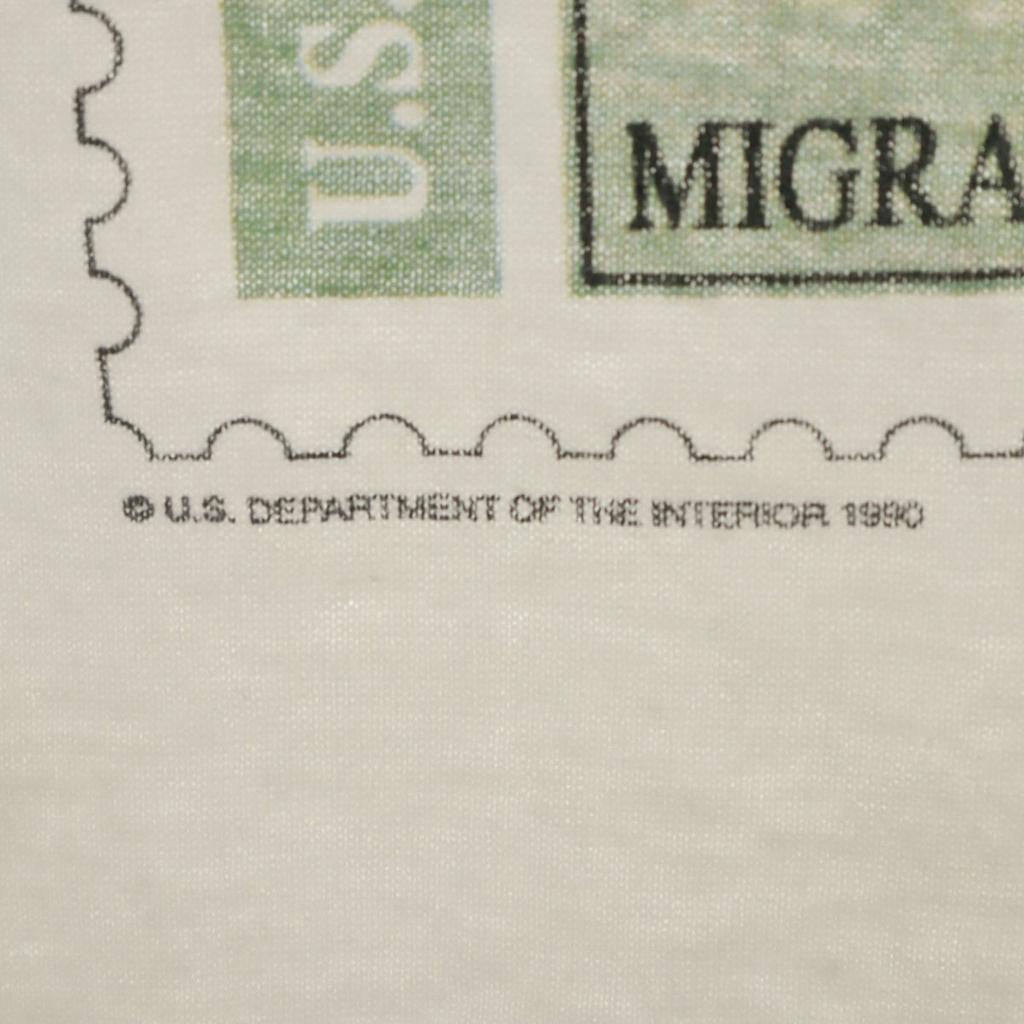 U.S.
MIGRA
© U.S. DEPARTMENT OF THE INTERIOR 1990